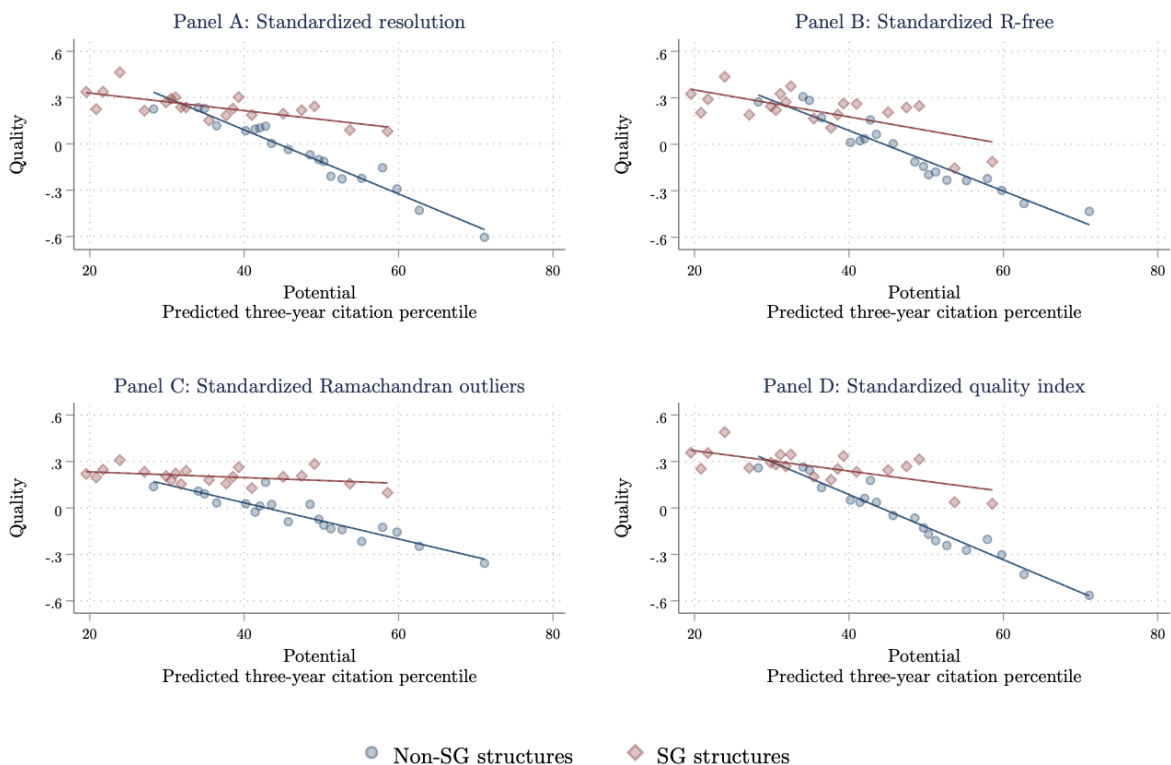 Panel A: Standardized resolution
Quality
.6
.3
0
-.3
-.6
20 40 60 80
Potential
Predicted three-year citation percentile
Panel B: Standardized R-free
Quality
.6
.3
0
-.3
-.6
20 40 60 80
Potential
Predicted three-year citation percentile
Panel C: Standardized Ramachandran outliers
Quality
.6
.3
0
-.3
-.6
20 40 60 80
Potential
Predicted three-year citation percentile
Panel D: Standardized quality index
Quality
.6
.3
0
-.3
-.6
20 40 60 80
Potential
Predicted three-year citation percentile
Non-SG structures SG structures